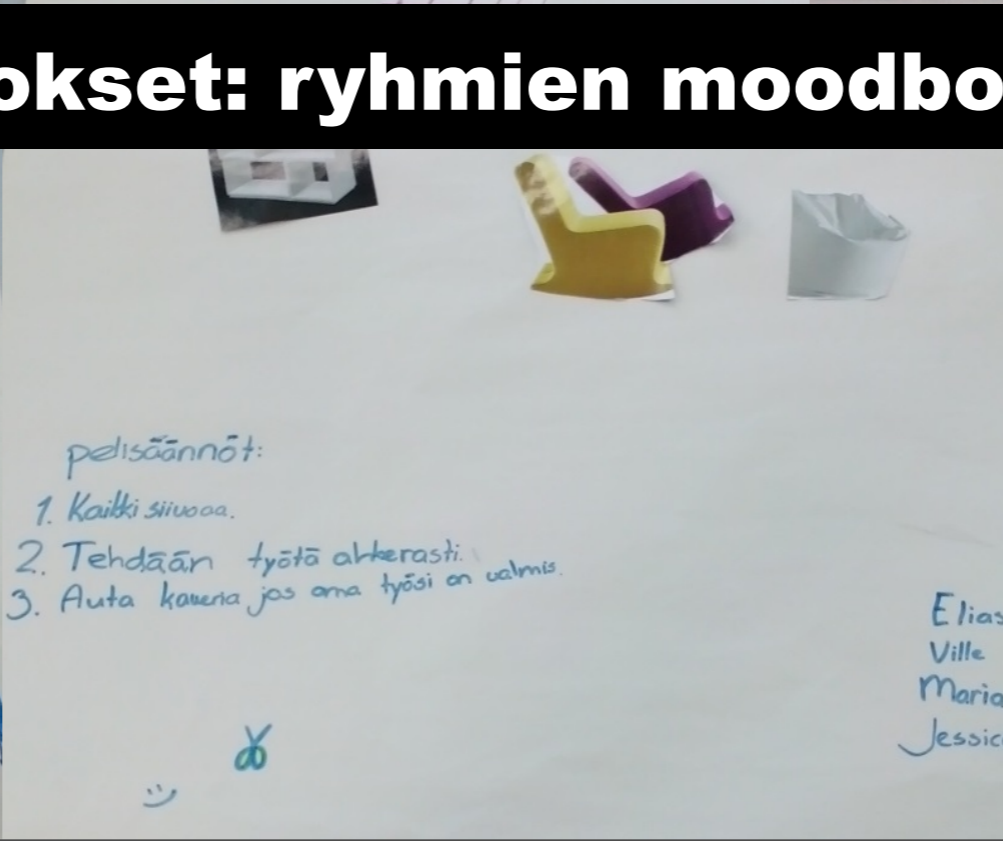 okset: ryhmien moodbo
pelisäännöt:
1. Kaikki siivoaa.
2. Tehdään työtä ahkerasti.
3. Auta kaveria jos oma työsi on valmis.
Elias
Ville
Maria
Jessic